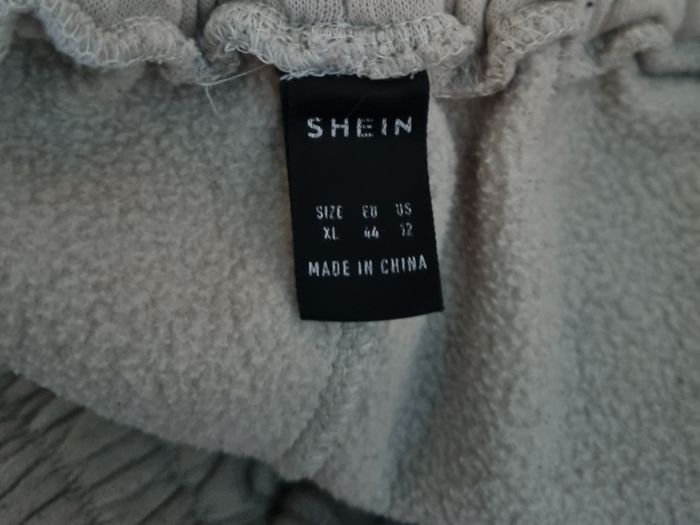 SHEIN
SIZE EU US
XL 44 12
MADE IN CHINA